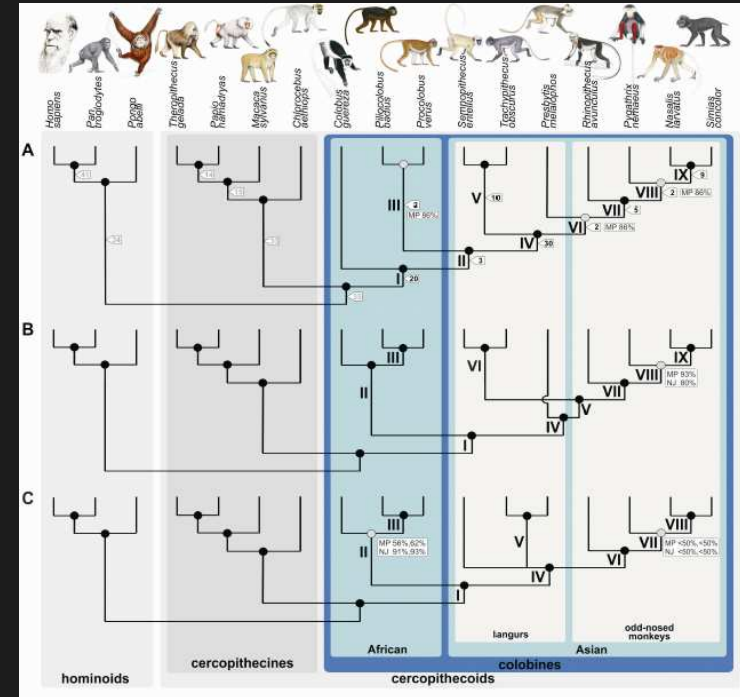 Homo
sapiens
Pan
troglodytes
Pongo
abelii
Theropithecus
gelada
Papio
hamadryas
Macaca
sylvanus
Chlorocebus
aethiops
Colobus
guereza
Piliocolobus
badius
Procolobus
verus
Semnopithecus
entellus
Trachypithecus
obscurus
Presbytis
melalophos
Rhinopithecus
avunculus
Pygathrix
nemaeus
Nasalis
larvatus
Simias
concolor
A
IX 9
VIII 2 MP 86%
VII 5
VI 2 MP 86%
V 10
IV 30
III
MP 86%
II 3
I 20
B
III
II
I
VI
IV
V
VII
VIII
MP 93%
NJ 80%
IX
C
III
MP 56%,62%
NJ 91%,93%
II
I
V
IV
VI
VII
MP <50%,<50%
NJ <50%,<50%
VIII
langurs
odd-nosed
monkeys
African
Asian
colobines
cercopithecines
hominoids
cercopithecoids